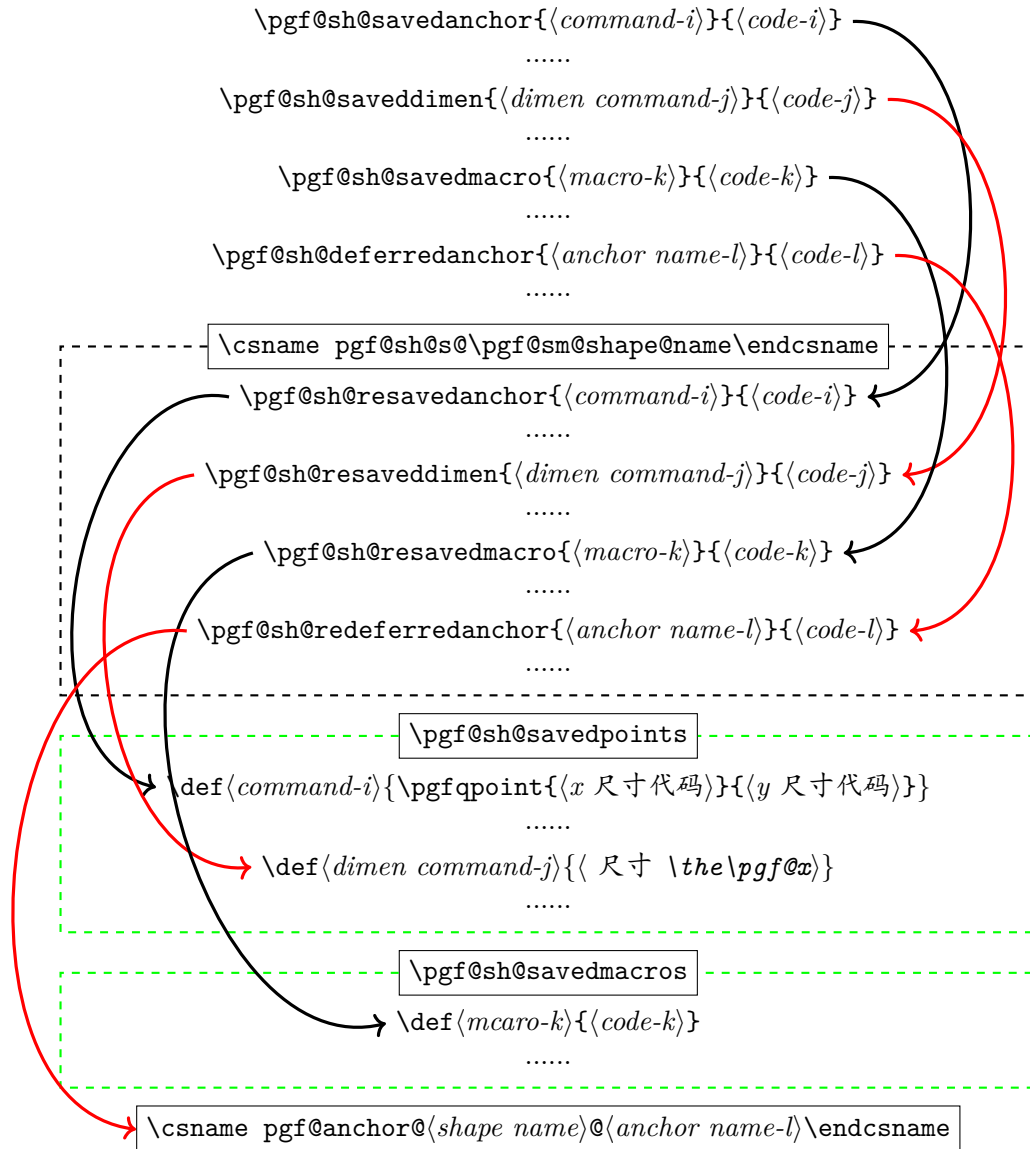 \pgf@sh@savedanchor{⟨command-i⟩}{⟨code-i⟩}
......
\pgf@sh@saveddimen{⟨dimen command-j⟩}{⟨code-j⟩}
......
\pgf@sh@savedmacro{⟨macro-k⟩}{⟨code-k⟩}
......
\pgf@sh@deferredanchor{⟨anchor name-l⟩}{⟨code-l⟩}
......
\csname pgf@sh@s@\pgf@sm@shape@name\endcsname
\pgf@sh@resavedanchor{⟨command-i⟩}{⟨code-i⟩}
......
\pgf@sh@resaveddimen{⟨dimen command-j⟩}{⟨code-j⟩}
......
\pgf@sh@resavedmacro{⟨macro-k⟩}{⟨code-k⟩}
......
\pgf@sh@redeferredanchor{⟨anchor name-l⟩}{⟨code-l⟩}
......
\pgf@sh@savedpoints
\def⟨command-i⟩{\pgfqpoint{⟨x 尺寸代码⟩}{⟨y 尺寸代码⟩}}
......
\def⟨dimen command-j⟩{⟨ 尺寸 \the\pgf@x⟩}
......
\pgf@sh@savedmacros
\def⟨mcaro-k⟩{⟨code-k⟩}
......
\csname pgf@anchor@⟨shape name⟩@⟨anchor name-l⟩\endcsname